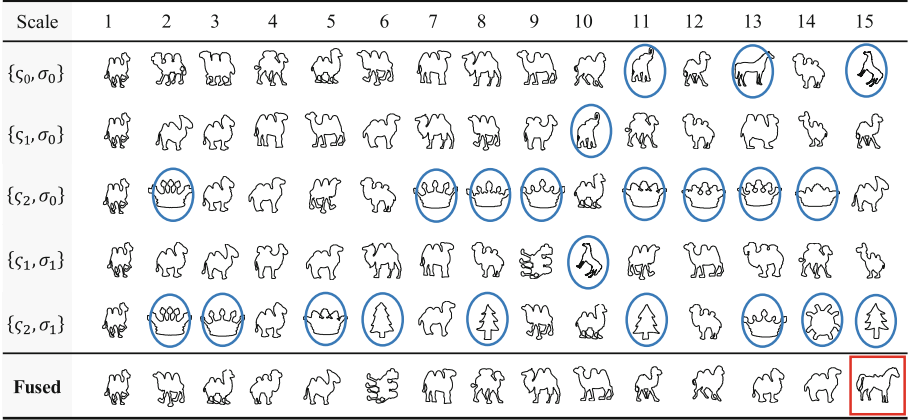 Scale 1 2 3 4 5 6 7 8 9 10 11 12 13 14 15
{ς₀, σ₀}
{ς₁, σ₀}
{ς₂, σ₀}
{ς₁, σ₁}
{ς₂, σ₁}
Fused